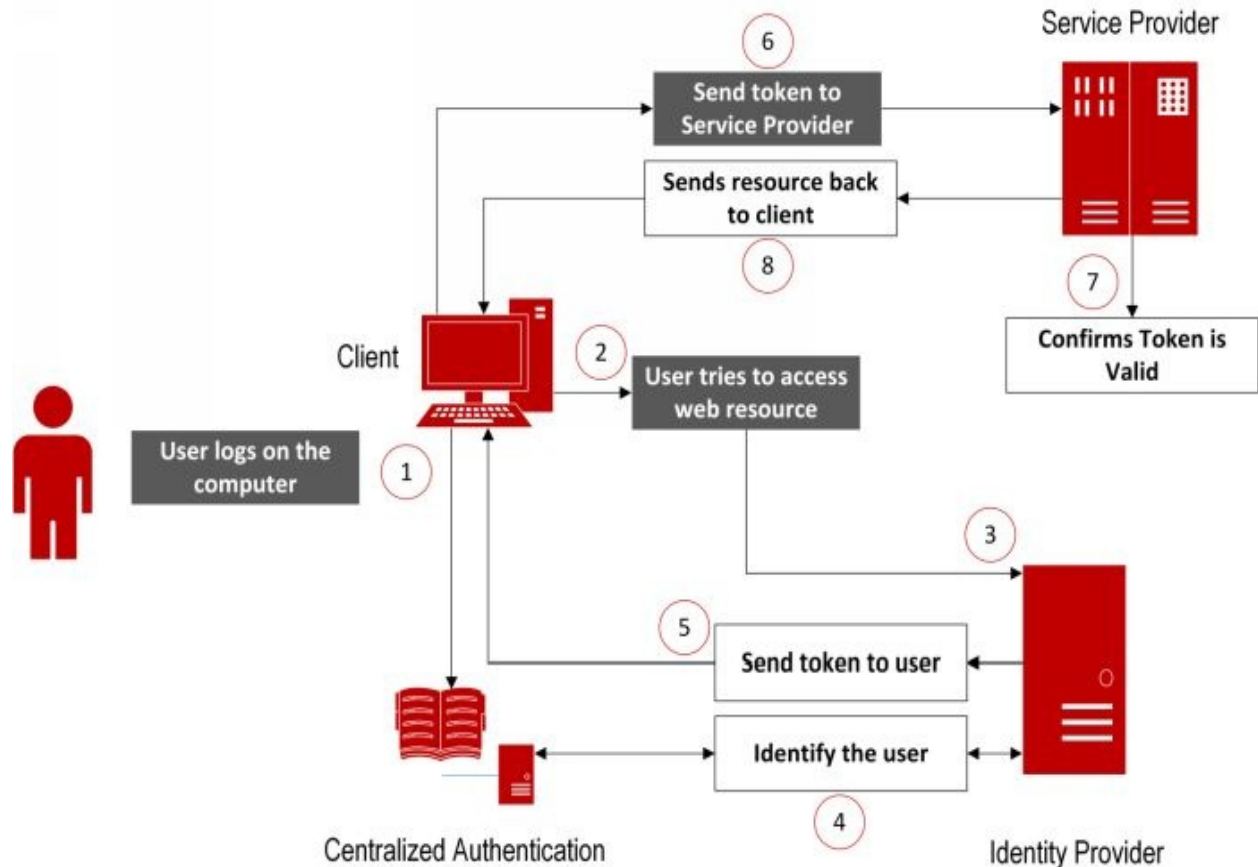 Service Provider
6
Send token to
Service Provider
Sends resource back
to client
8
7
Confirms Token is
Valid
Client
2
User tries to access
web resource
User logs on the
computer
1
3
5
Send token to user
Identify the user
4
Centralized Authentication
Identity Provider